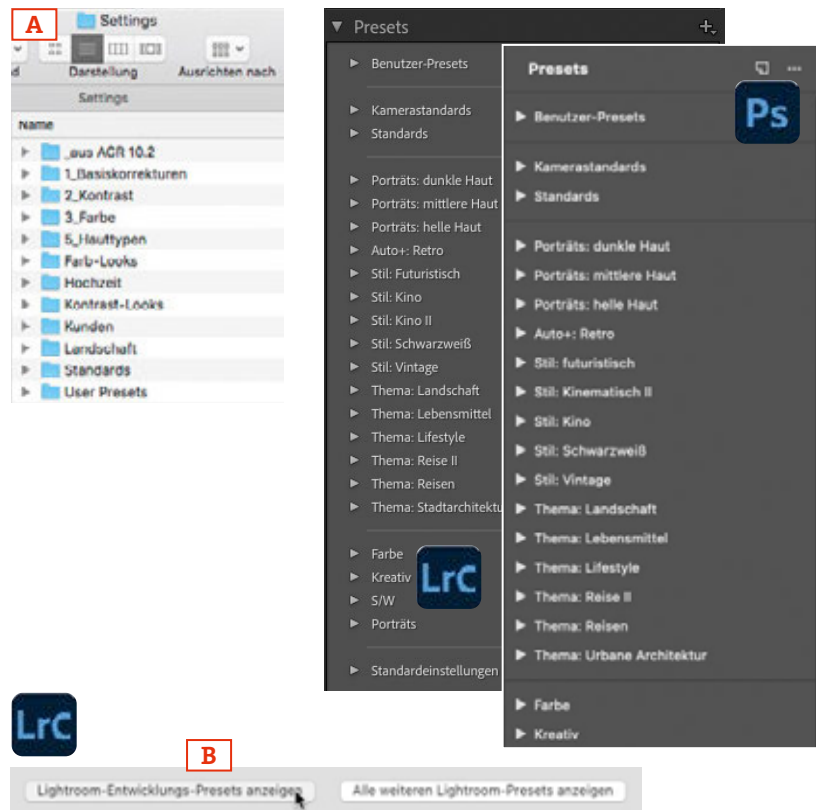 A
Settings
Darstellung
Ausrichten nach
Settings
Name
_aus ACR 10.2
1_Basiskorrekturen
2_Kontrast
3_Farbe
5_Hauttypen
Farb-Looks
Hochzeit
Kontrast-Looks
Kunden
Landschaft
Standards
User Presets
Presets
Benutzer-Presets
Kamerastandards
Standards
Porträts: dunkle Haut
Porträts: mittlere Haut
Porträts: helle Haut
Auto+: Retro
Stil: Futuristisch
Stil: Kino
Stil: Kino II
Stil: Schwarzweiß
Stil: Vintage
Thema: Landschaft
Thema: Lebensmittel
Thema: Lifestyle
Thema: Reise II
Thema: Reisen
Thema: Stadtarchitektu
Farbe
Kreativ
S/W
Porträts
Standardeinstellungen
LrC
Presets
Ps
Benutzer-Presets
Kamerastandards
Standards
Porträts: dunkle Haut
Porträts: mittlere Haut
Porträts: helle Haut
Auto+: Retro
Stil: futuristisch
Stil: Kinematisch II
Stil: Kino
Stil: Schwarzweiß
Stil: Vintage
Thema: Landschaft
Thema: Lebensmittel
Thema: Lifestyle
Thema: Reise II
Thema: Reisen
Thema: Urbane Architektur
Farbe
Kreativ
LrC
B
Lightroom-Entwicklungs-Presets anzeigen
Alle weiteren Lightroom-Presets anzeigen